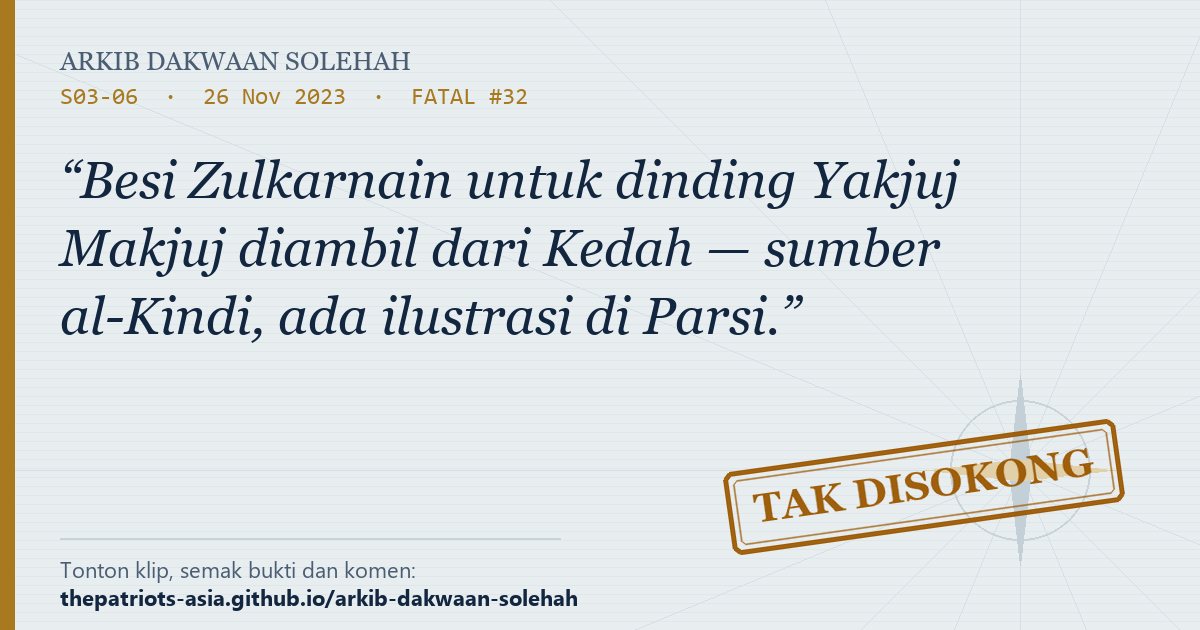 ARKIB DAKWAAN SOLEHAH
S03-06 · 26 Nov 2023 · FATAL #32
“Besi Zulkarnain untuk dinding Yakjuj
Makjuj diambil dari Kedah — sumber
al-Kindi, ada ilustrasi di Parsi.”
TAK DISOKONG
Tonton klip, semak bukti dan komen:
thepatriots-asia.github.io/arkib-dakwaan-solehah